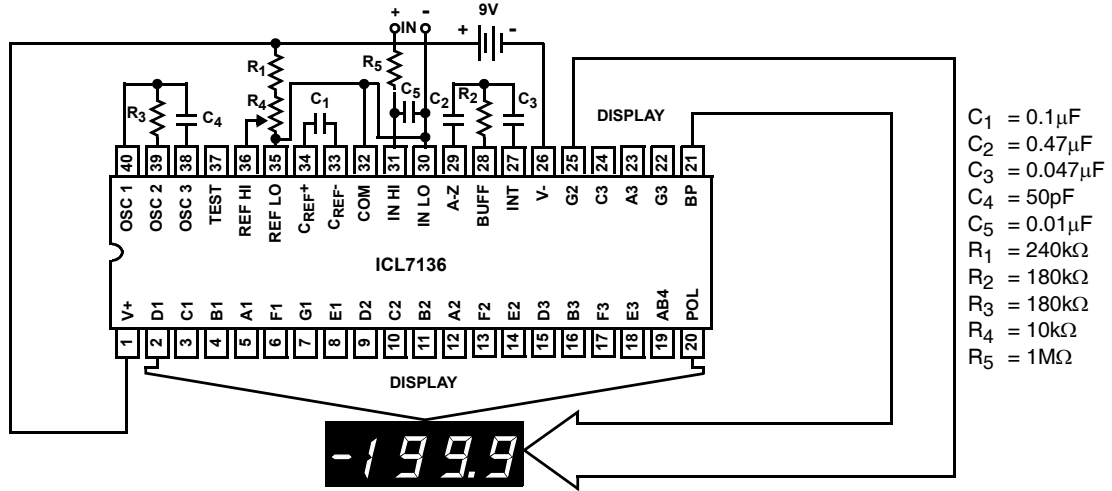 + - 9V
IN + -
R1 R5
R4 C1 C5 C2 R2 C3
R3 C4
DISPLAY
40 39 38 37 36 35 34 33 32 31 30 29 28 27 26 25 24 23 22 21
OSC 1 OSC 2 OSC 3 TEST REF HI REF LO CREF+ CREF- COM IN HI IN LO A-Z BUFF INT V- G2 C3 A3 G3 BP
ICL7136
V+ D1 C1 B1 A1 F1 G1 E1 D2 C2 B2 A2 F2 E2 D3 B3 F3 E3 AB4 POL
1 2 3 4 5 6 7 8 9 10 11 12 13 14 15 16 17 18 19 20
DISPLAY
-199.9
C1 = 0.1μF
C2 = 0.47μF
C3 = 0.047μF
C4 = 50pF
C5 = 0.01μF
R1 = 240kΩ
R2 = 180kΩ
R3 = 180kΩ
R4 = 10kΩ
R5 = 1MΩ